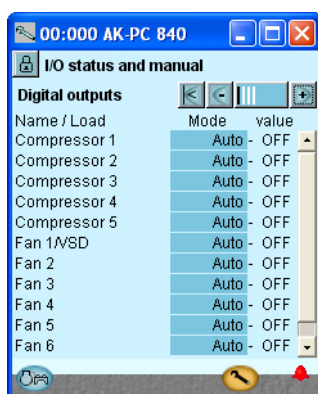 00:000 AK-PC 840
I/O status and manual
Digital outputs
Name / Load Mode value
Compressor 1 Auto - OFF
Compressor 2 Auto - OFF
Compressor 3 Auto - OFF
Compressor 4 Auto - OFF
Compressor 5 Auto - OFF
Fan 1/VSD Auto - OFF
Fan 2 Auto - OFF
Fan 3 Auto - OFF
Fan 4 Auto - OFF
Fan 5 Auto - OFF
Fan 6 Auto - OFF